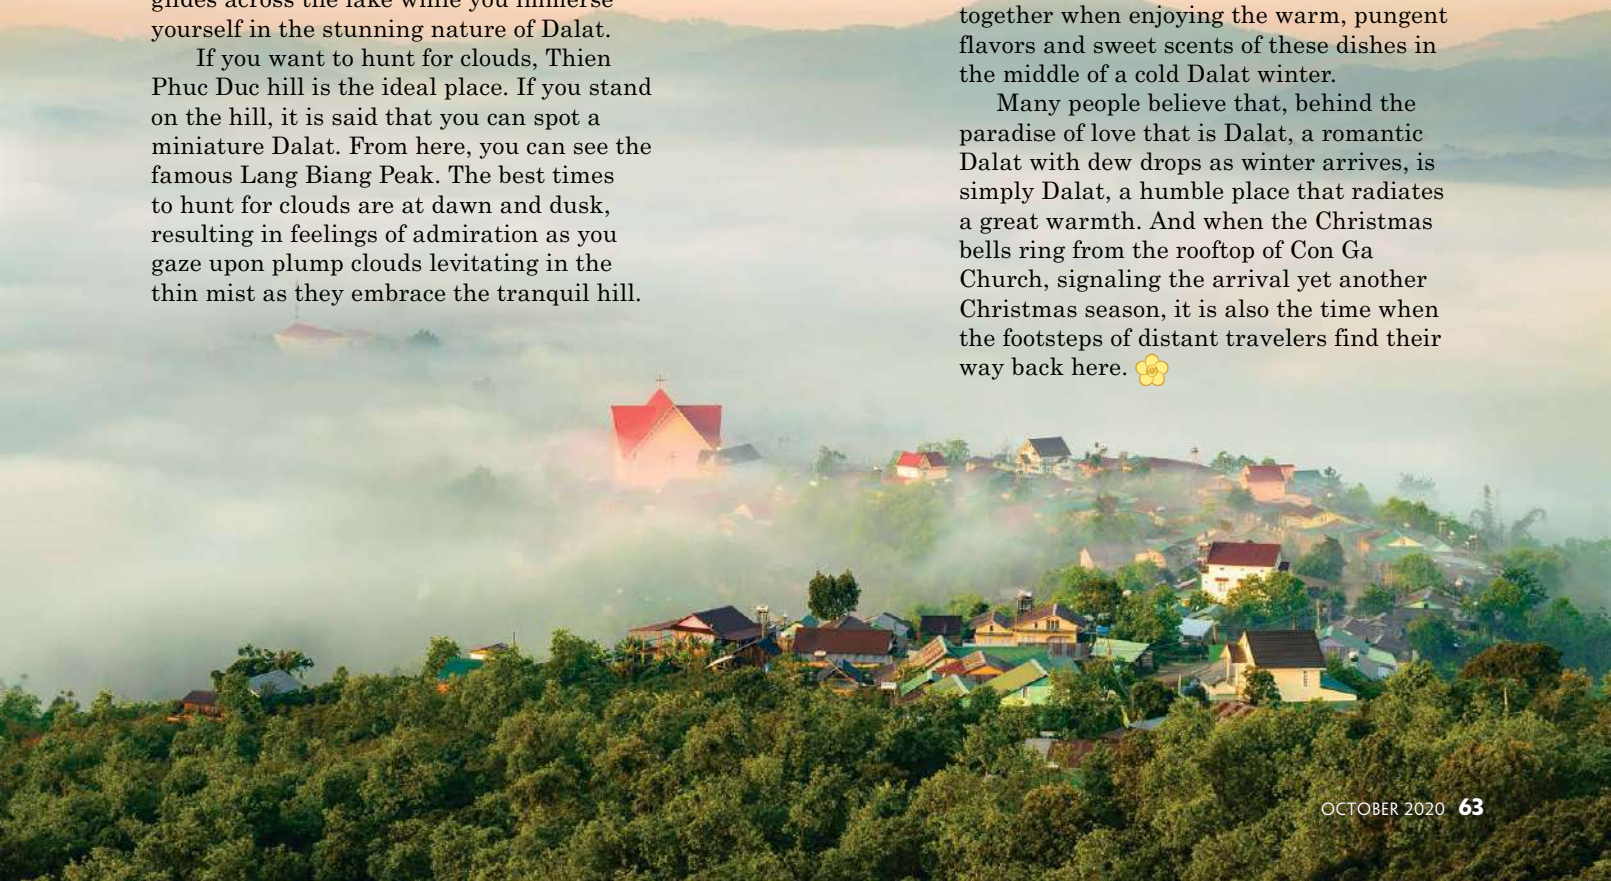 glides across the lake while you immerse
yourself in the stunning nature of Dalat.
If you want to hunt for clouds, Thien
Phuc Duc hill is the ideal place. If you stand
on the hill, it is said that you can spot a
miniature Dalat. From here, you can see the
famous Lang Biang Peak. The best times
to hunt for clouds are at dawn and dusk,
resulting in feelings of admiration as you
gaze upon plump clouds levitating in the
thin mist as they embrace the tranquil hill.
together when enjoying the warm, pungent
flavors and sweet scents of these dishes in
the middle of a cold Dalat winter.
Many people believe that, behind the
paradise of love that is Dalat, a romantic
Dalat with dew drops as winter arrives, is
simply Dalat, a humble place that radiates
a great warmth. And when the Christmas
bells ring from the rooftop of Con Ga
Church, signaling the arrival yet another
Christmas season, it is also the time when
the footsteps of distant travelers find their
way back here.
OCTOBER 2020 63